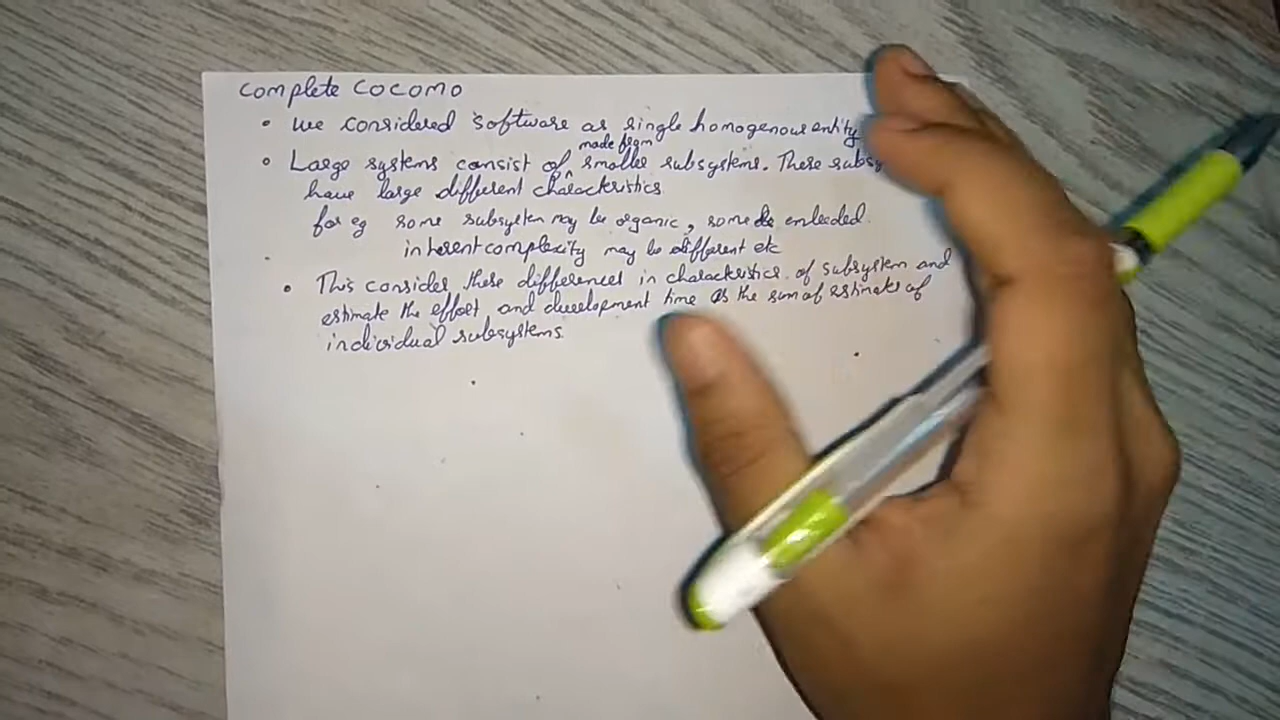 Complete COCOMO
• we considered software as single homogenous entity
made from
• Large systems consist of smaller subsystems. These
have large different characteristics
for eg some subsystem may be organic, some embeded.
inherent complexity may be different etc
• This consider these differences in characteristics. of subsystem and
estimate the effort and development time as the sum of estimates of
individual subsystems.